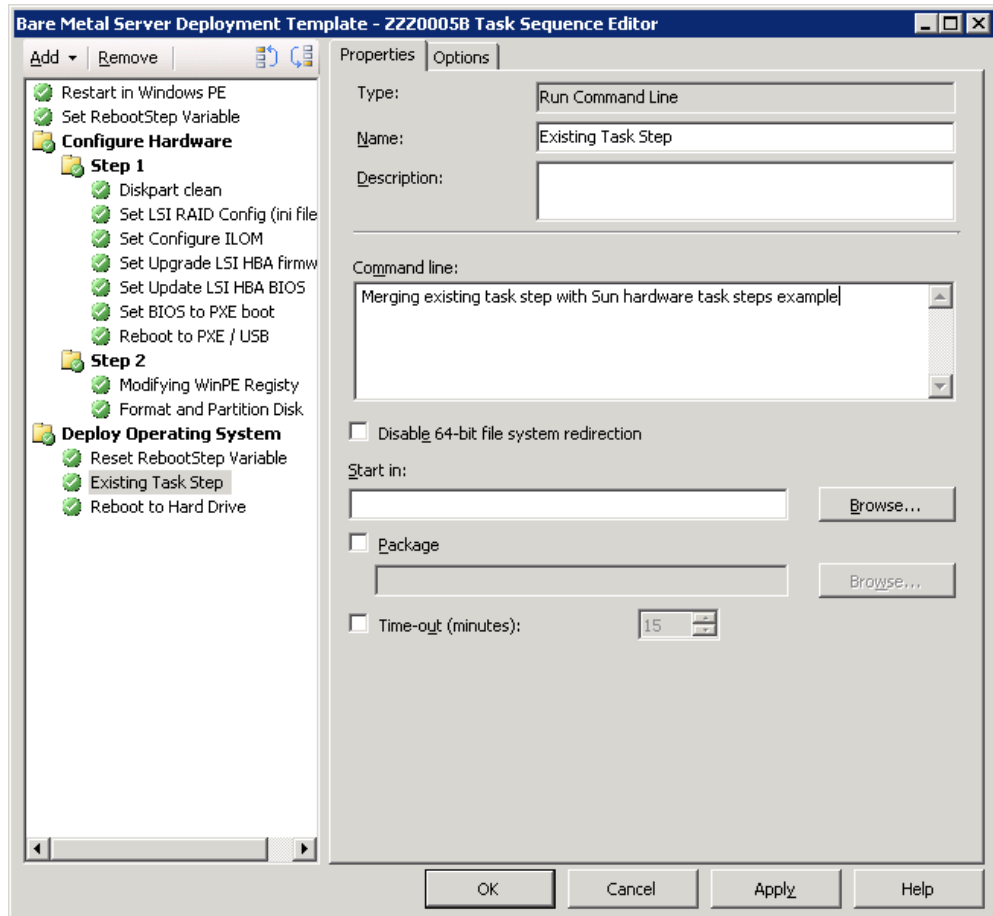 Bare Metal Server Deployment Template - ZZZ0005B Task Sequence Editor
Add Remove
Properties Options
Restart in Windows PE
Set RebootStep Variable
Configure Hardware
Step 1
Diskpart clean
Set LSI RAID Config (ini file
Set Configure ILOM
Set Upgrade LSI HBA firmw
Set Update LSI HBA BIOS
Set BIOS to PXE boot
Reboot to PXE / USB
Step 2
Modifying WinPE Registy
Format and Partition Disk
Deploy Operating System
Reset RebootStep Variable
Existing Task Step
Reboot to Hard Drive
Type: Run Command Line
Name: Existing Task Step
Description:
Command line:
Merging existing task step with Sun hardware task steps example
Disable 64-bit file system redirection
Start in:
Browse...
Package
Browse...
Time-out (minutes): 15
OK Cancel Apply Help